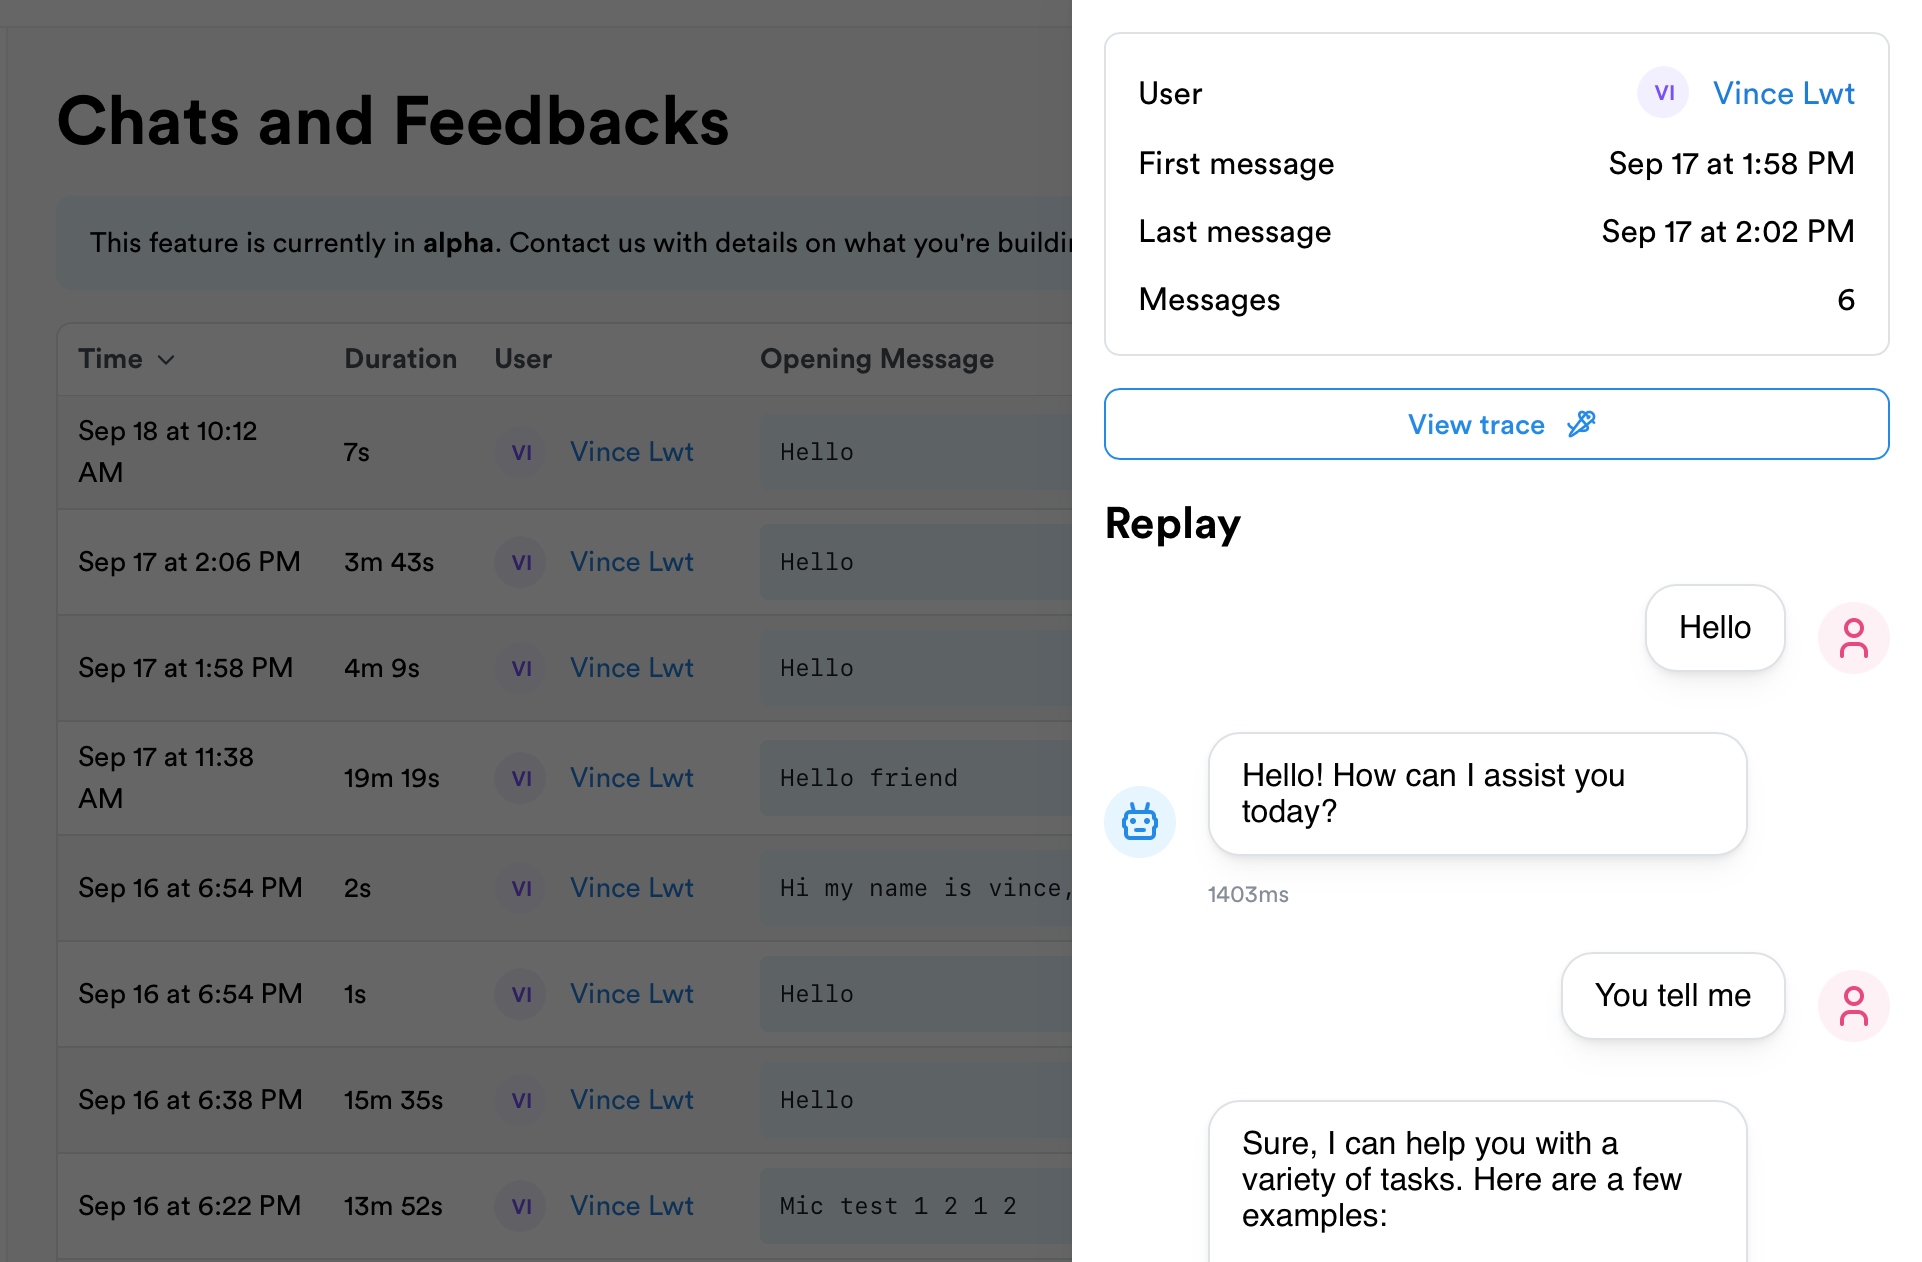 Chats and Feedbacks
This feature is currently in alpha. Contact us with details on what you're
Time Duration User Opening Message
Sep 18 at 10:12 AM 7s VI Vince Lwt Hello
Sep 17 at 2:06 PM 3m 43s VI Vince Lwt Hello
Sep 17 at 1:58 PM 4m 9s VI Vince Lwt Hello
Sep 17 at 11:38 AM 19m 19s VI Vince Lwt Hello friend
Sep 16 at 6:54 PM 2s VI Vince Lwt Hi my name is vince,
Sep 16 at 6:54 PM 1s VI Vince Lwt Hello
Sep 16 at 6:38 PM 15m 35s VI Vince Lwt Hello
Sep 16 at 6:22 PM 13m 52s VI Vince Lwt Mic test 1 2 1 2
User VI Vince Lwt
First message Sep 17 at 1:58 PM
Last message Sep 17 at 2:02 PM
Messages 6
View trace
Replay
Hello
Hello! How can I assist you
today?
1403ms
You tell me
Sure, I can help you with a
variety of tasks. Here are a few
examples: